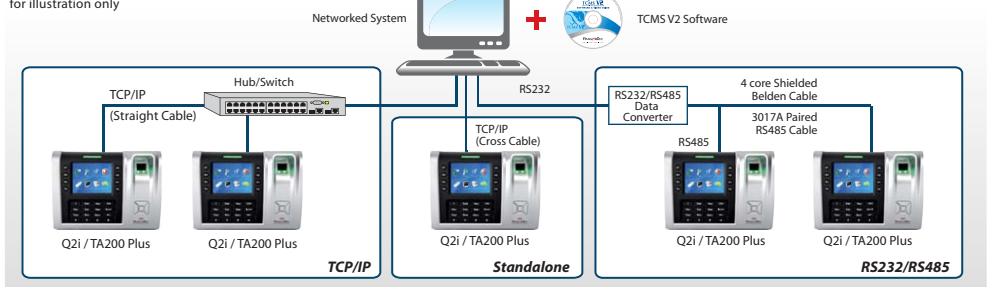 for illustration only
Networked System
TCMS V2 Software
TCMS V2
TCP/IP
(Straight Cable)
Hub/Switch
Q2i / TA200 Plus
Q2i / TA200 Plus
TCP/IP
TCP/IP
(Cross Cable)
Q2i / TA200 Plus
Standalone
RS232
RS232/RS485
Data
Converter
4 core Shielded
Belden Cable
3017A Paired
RS485 Cable
RS485
Q2i / TA200 Plus
Q2i / TA200 Plus
RS232/RS485